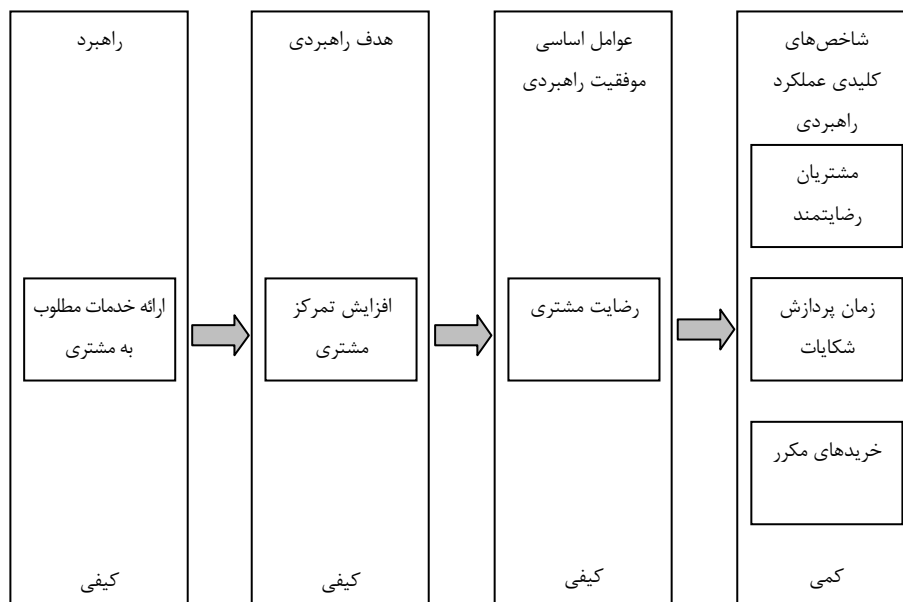 راهبرد
ارائه خدمات مطلوب
به مشتری
کیفی
هدف راهبردی
افزایش تمرکز
مشتری
کیفی
عوامل اساسی
موفقیت راهبردی
رضایت مشتری
کیفی
شاخص‌های
کلیدی عملکرد
راهبردی
مشتریان
رضایتمند
زمان پردازش
شکایات
خریدهای مکرر
کمی